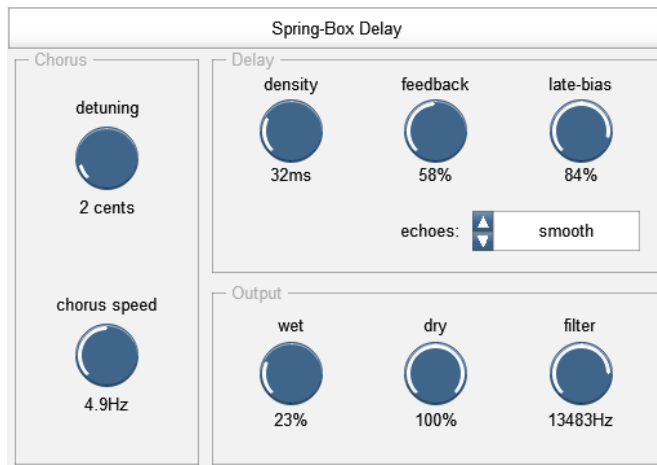 Spring-Box Delay
Chorus
detuning
2 cents
chorus speed
4.9Hz
Delay
density
feedback
late-bias
32ms
58%
84%
echoes:
smooth
Output
wet
dry
filter
23%
100%
13483Hz